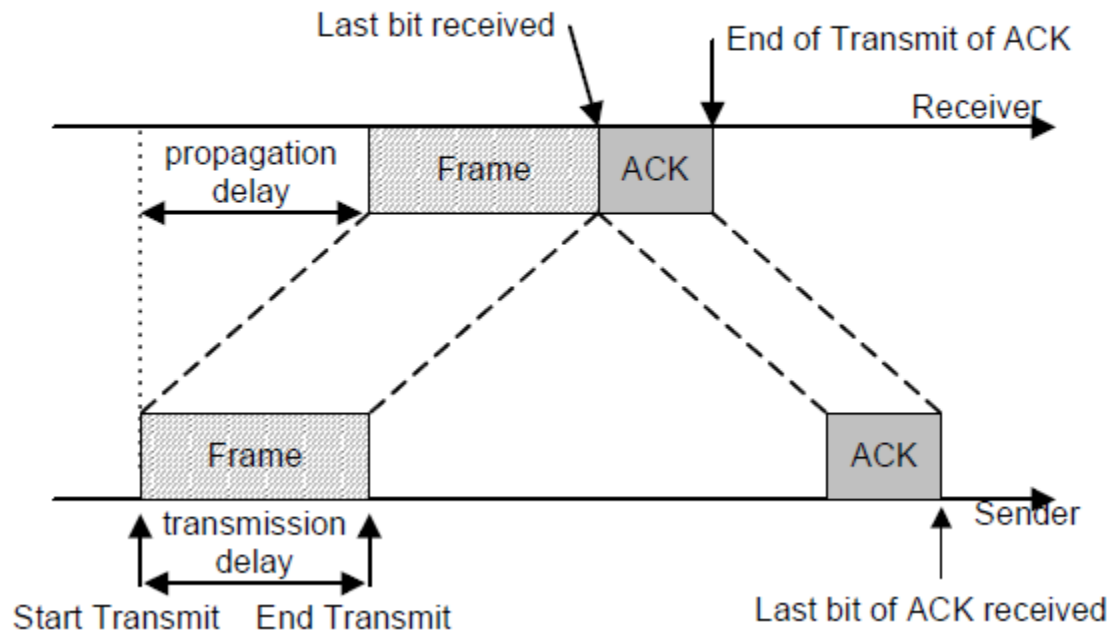 Last bit received
End of Transmit of ACK
Receiver
propagation
delay
Frame
ACK
Frame
ACK
Sender
transmission
delay
Start Transmit
End Transmit
Last bit of ACK received